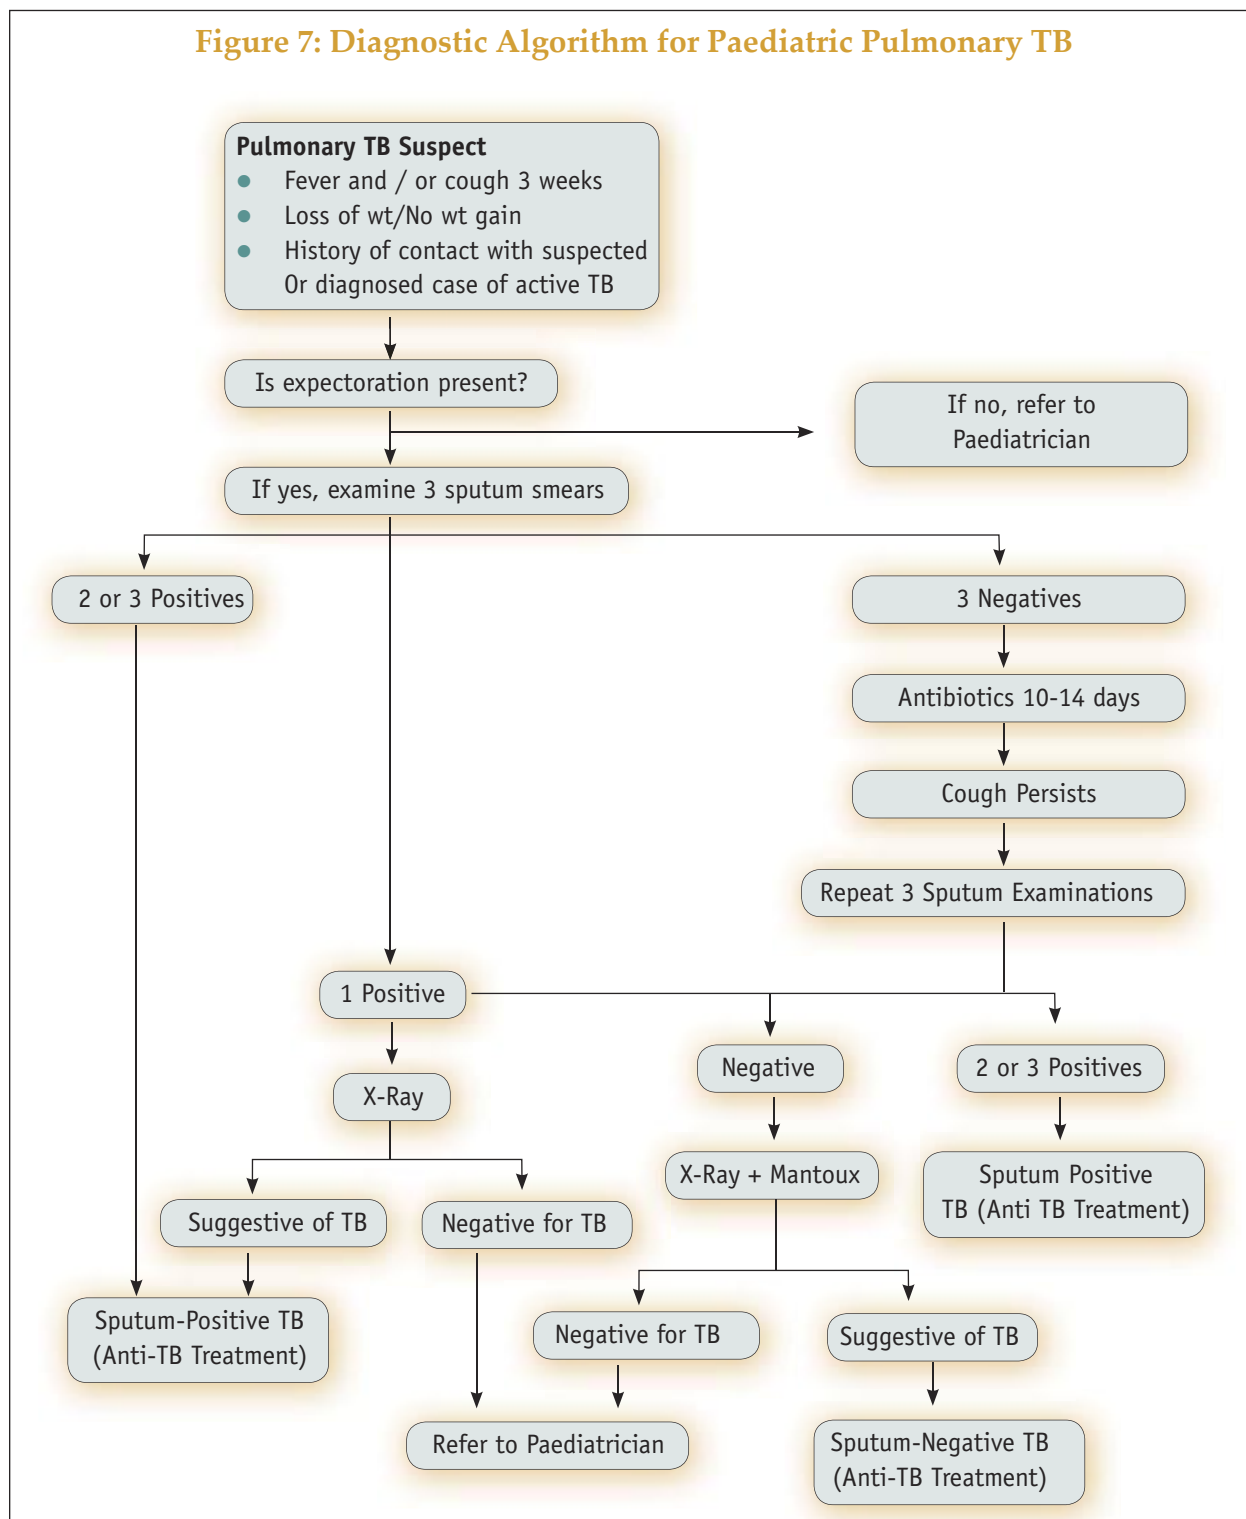 Figure 7: Diagnostic Algorithm for Paediatric Pulmonary TB
Pulmonary TB Suspect
● Fever and / or cough 3 weeks
● Loss of wt/No wt gain
● History of contact with suspected
Or diagnosed case of active TB
Is expectoration present?
If no, refer to
Paediatrician
If yes, examine 3 sputum smears
2 or 3 Positives
3 Negatives
Antibiotics 10-14 days
Cough Persists
Repeat 3 Sputum Examinations
1 Positive
Negative
2 or 3 Positives
X-Ray
X-Ray + Mantoux
Sputum Positive
TB (Anti TB Treatment)
Suggestive of TB
Negative for TB
Sputum-Positive TB
(Anti-TB Treatment)
Negative for TB
Suggestive of TB
Refer to Paediatrician
Sputum-Negative TB
(Anti-TB Treatment)